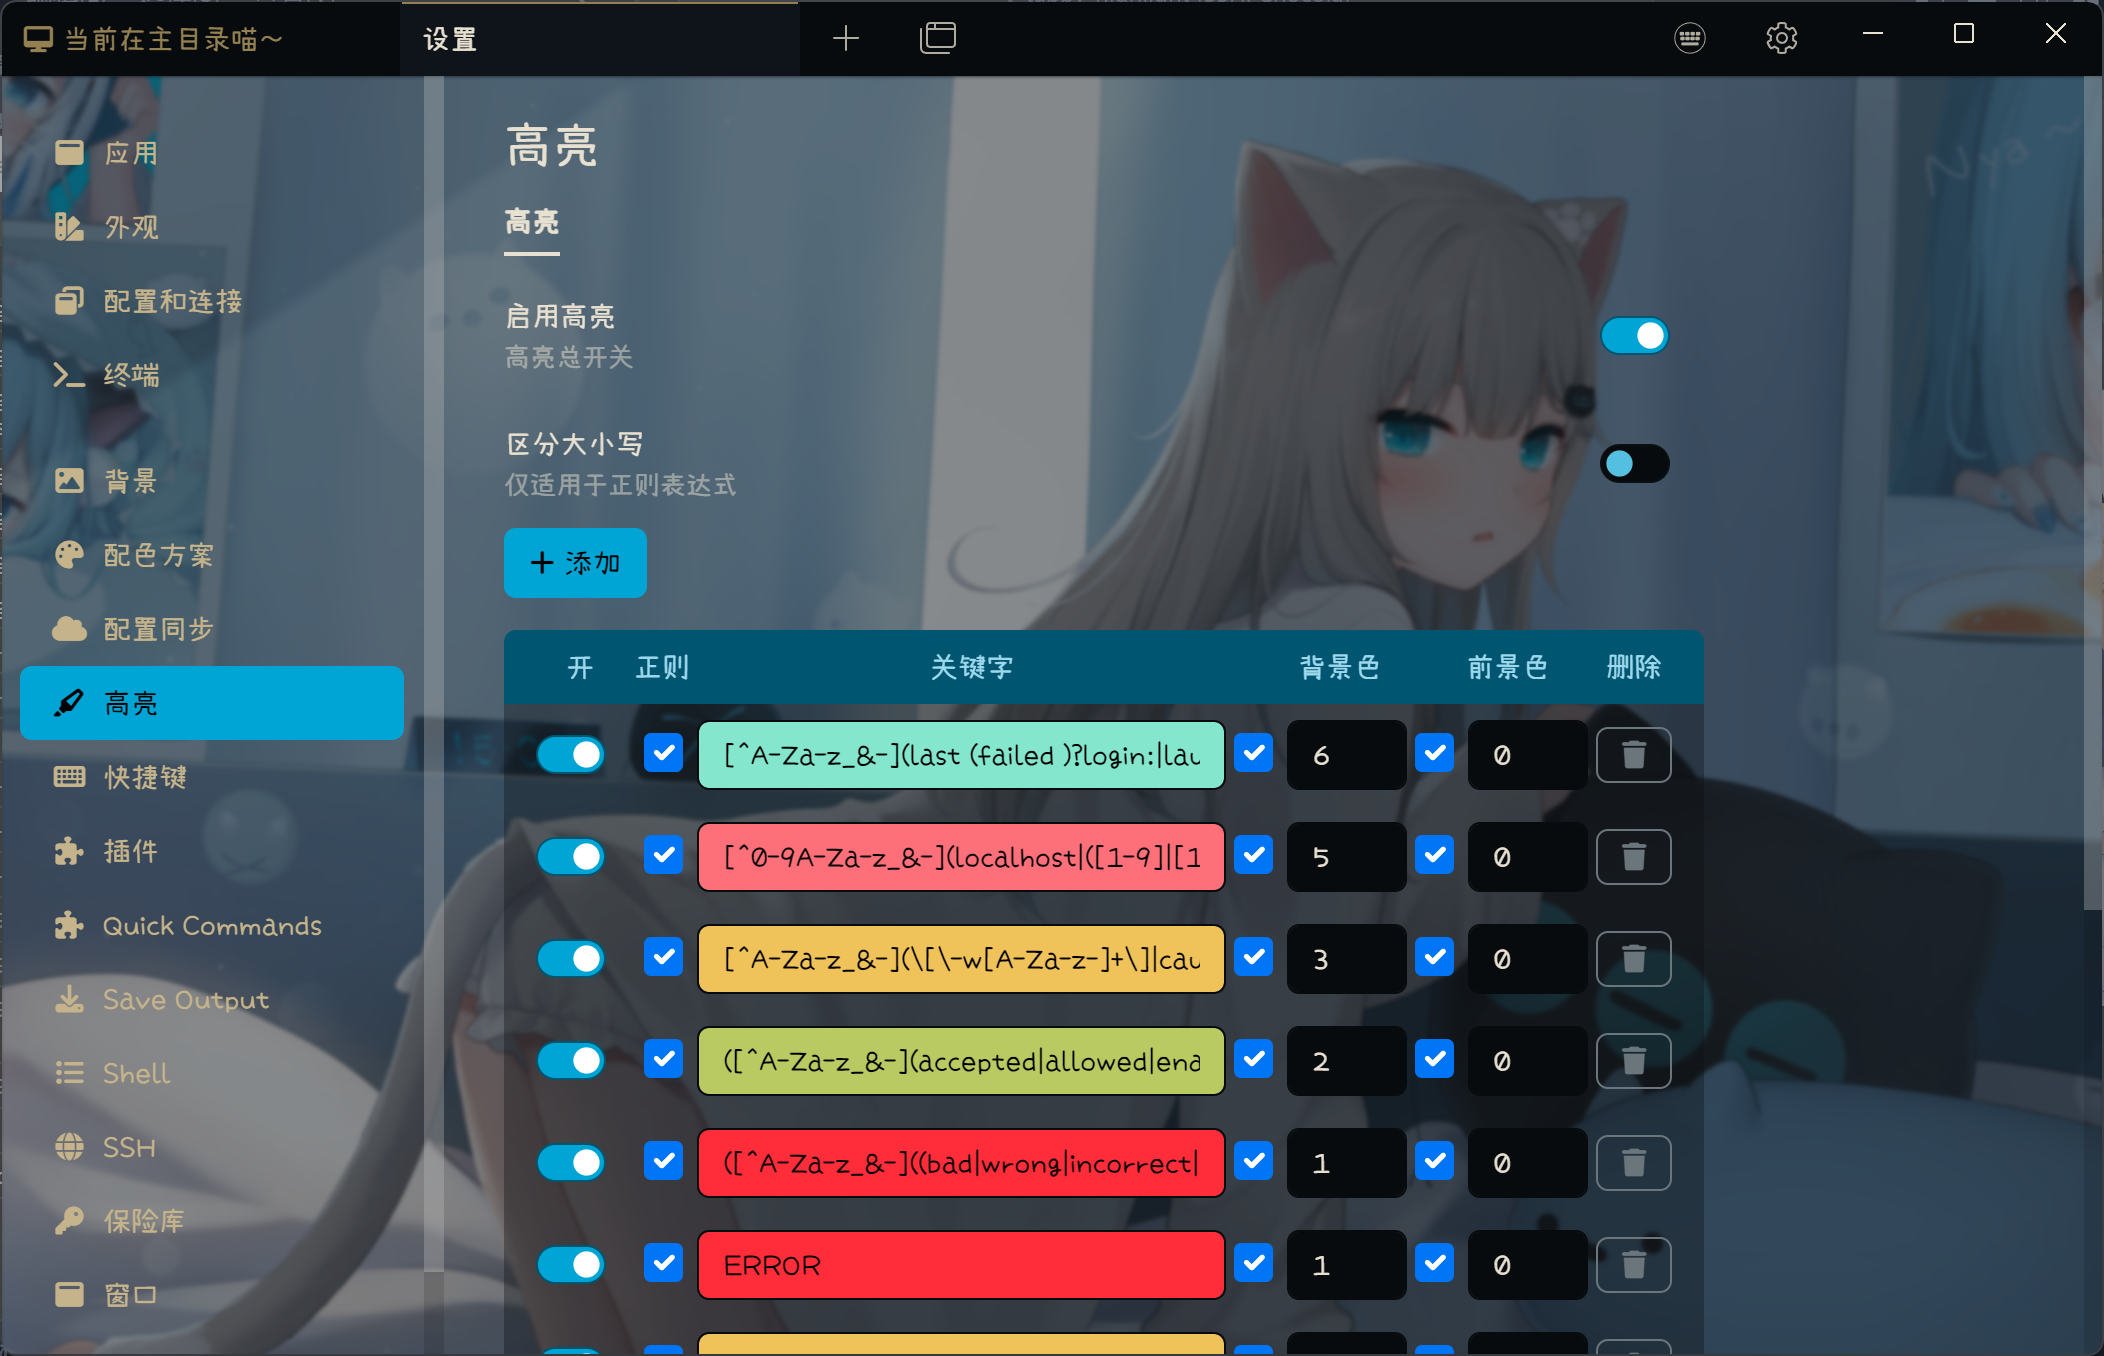 当前在主目录喵～
设置
应用
外观
配置和连接
终端
背景
配色方案
配置同步
高亮
快捷键
插件
Quick Commands
Save Output
Shell
SSH
保险库
窗口
高亮
高亮
启用高亮
高亮总开关
区分大小写
仅适用于正则表达式
+ 添加
开 正则 关键字 背景色 前景色 删除
[^A-Za-z_&-](last (failed )?login:|lau 6 0
[^0-9A-Za-z_&-](localhost|([1-9]|[1 5 0
[^A-Za-z_&-](\[\-w[A-Za-z-]+\]|cau 3 0
([^A-Za-z_&-](accepted|allowed|ena 2 0
([^A-Za-z_&-]((bad|wrong|incorrect| 1 0
ERROR 1 0
Nya ~